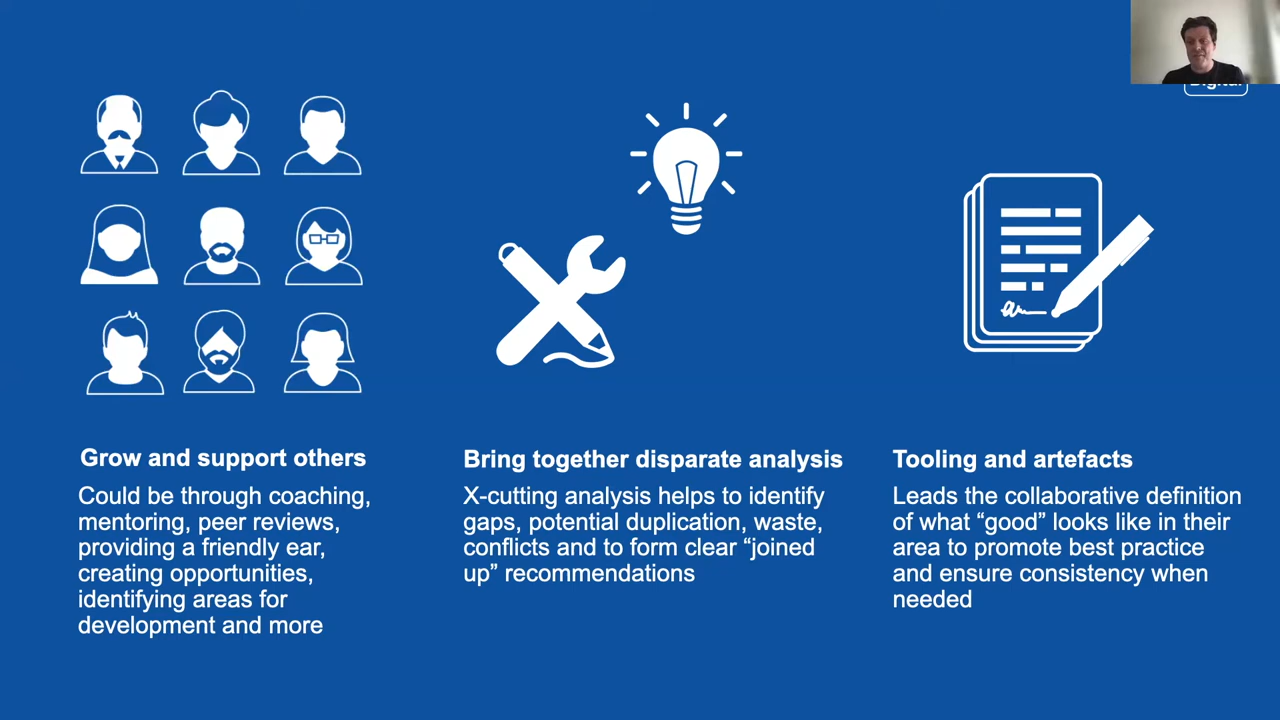 Digital
Grow and support others
Could be through coaching,
mentoring, peer reviews,
providing a friendly ear,
creating opportunities,
identifying areas for
development and more
Bring together disparate analysis
X-cutting analysis helps to identify
gaps, potential duplication, waste,
conflicts and to form clear “joined
up” recommendations
Tooling and artefacts
Leads the collaborative definition
of what “good” looks like in their
area to promote best practice
and ensure consistency when
needed